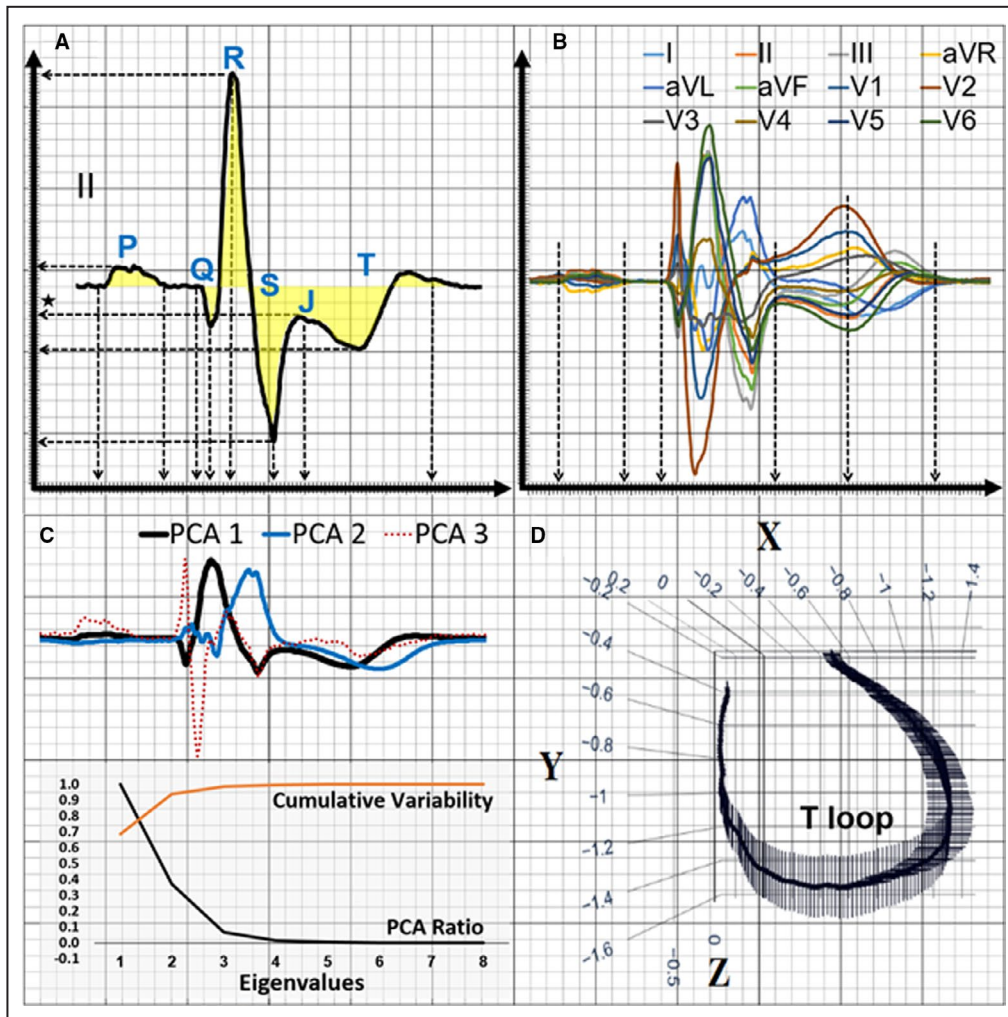 A
R
II
P
Q
S
J
T
★
B
I II III aVR
aVL aVF V1 V2
V3 V4 V5 V6
C
PCA 1 PCA 2 PCA 3
1.0
0.9
0.8
0.7
0.6
0.5
0.4
0.3
0.2
0.1
0.0
-0.1
Cumulative Variability
PCA Ratio
1 2 3 4 5 6 7 8
Eigenvalues
D
X
0.2 0 -0.2 -0.4 -0.6 -0.8 -1 -1.2 -1.4
-0.2
-0.4
-0.6
-0.8
Y
-1
-1.2
-1.4
-1.6
T loop
0
-0.5
Z